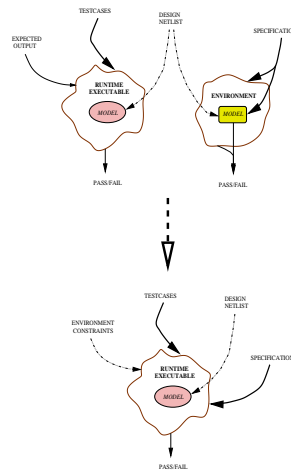 TESTCASES
DESIGN
NETLIST
EXPECTED
OUTPUT
SPECIFICATION
RUNTIME
EXECUTABLE
MODEL
ENVIRONMENT
MODEL
PASS/FAIL
PASS/FAIL
TESTCASES
DESIGN
NETLIST
ENVIRONMENT
CONSTRAINTS
RUNTIME
EXECUTABLE
MODEL
SPECIFICATION
PASS/FAIL